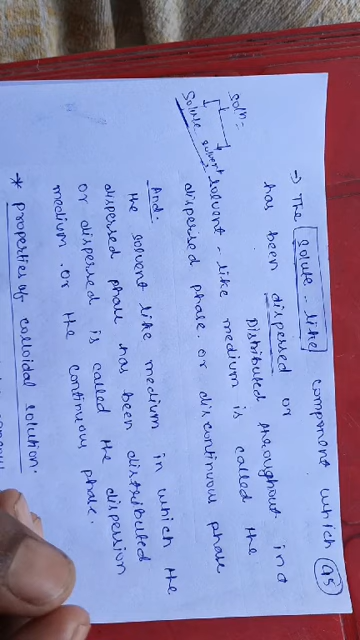 95
soln:-
Solute solvent
→ The solute-like component which
has been dispersed or
Distributed throughout in a
solvent-like medium is called the
dispersed phase. or discontinuous phase
And.
the solvent like medium in which the
dispersed phase has been distributed
or dispersed is called the dispersion
medium. or the continuous phase.
* Properties of colloidal solution.